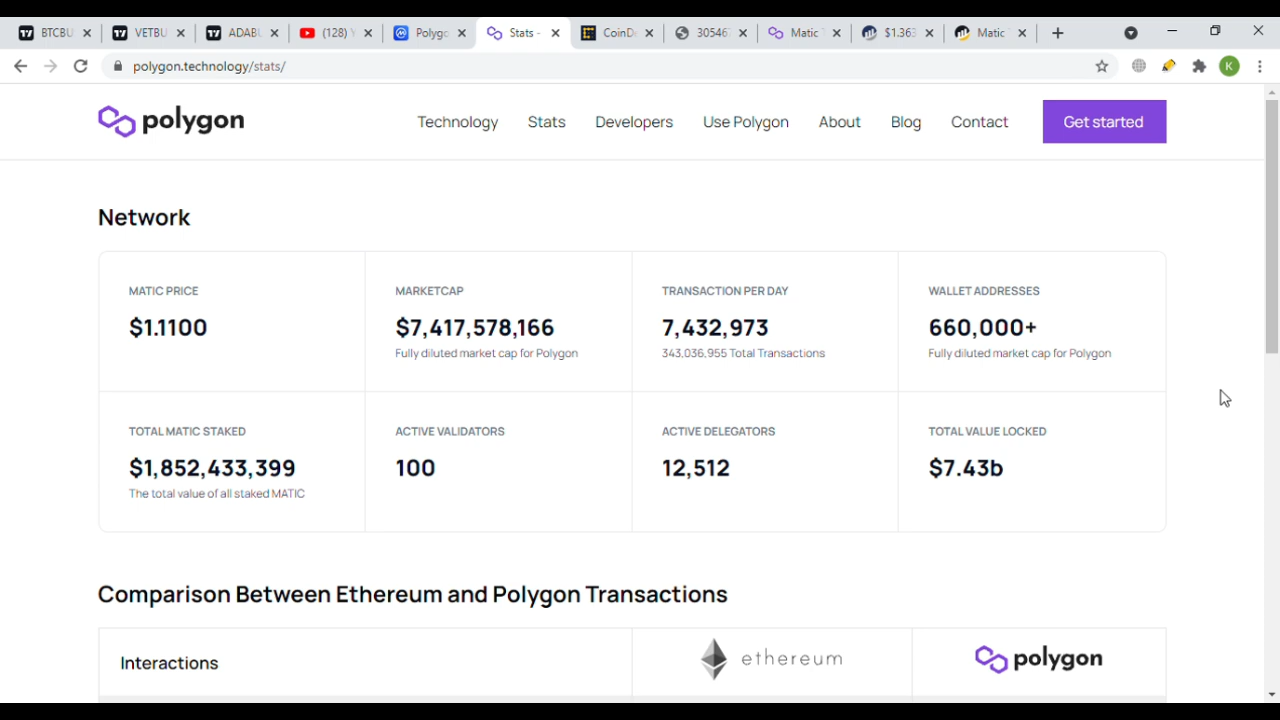 BTCBU
VETBU
ADABU
(128) Y
Polygo
Stats -
CoinD
30546
Matic
$1.363
Matic
polygon.technology/stats/
K
polygon
Technology
Stats
Developers
Use Polygon
About
Blog
Contact
Get started
Network
MATIC PRICE
$1.1100
MARKETCAP
$7,417,578,166
Fully diluted market cap for Polygon
TRANSACTION PER DAY
7,432,973
343,036,955 Total Transactions
WALLET ADDRESSES
660,000+
Fully diluted market cap for Polygon
TOTAL MATIC STAKED
$1,852,433,399
The total value of all staked MATIC
ACTIVE VALIDATORS
100
ACTIVE DELEGATORS
12,512
TOTAL VALUE LOCKED
$7.43b
Comparison Between Ethereum and Polygon Transactions
Interactions
ethereum
polygon